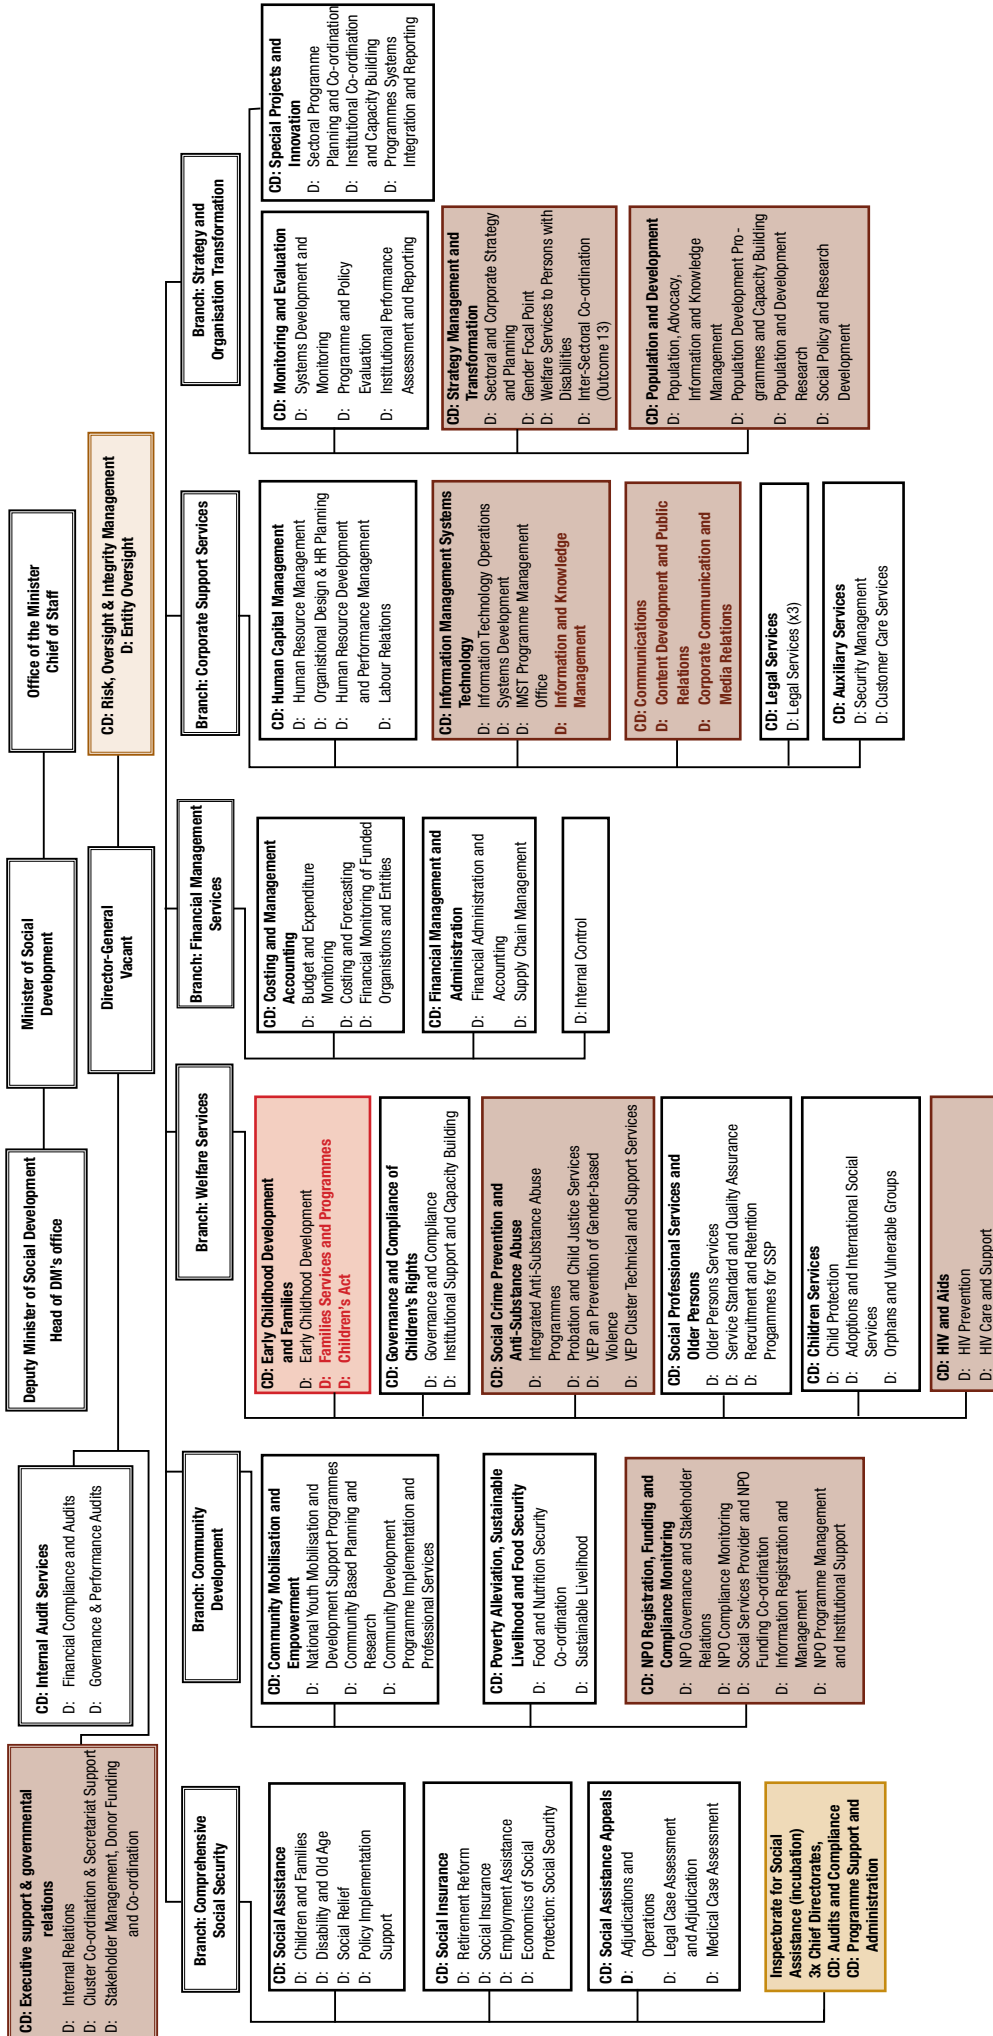 Deputy Minister of Social Development
Head of DM's office
Minister of Social
Development
Office of the Minister
Chief of Staff
Director-General
Vacant
CD: Risk, Oversight & Integrity Management
D: Entity Oversight
CD: Executive support & governmental
relations
D: Internal Relations
D: Cluster Co-ordination & Secretariat Support
D: Stakeholder Management, Donor Funding
and Co-ordination
CD: Internal Audit Services
D: Financial Compliance and Audits
D: Governance & Performance Audits
Branch: Comprehensive
Social Security
CD: Social Assistance
D: Children and Families
D: Disability and Old Age
D: Social Relief
D: Policy Implementation
Support
CD: Social Insurance
D: Retirement Reform
D: Social Insurance
D: Employment Assistance
D: Economics of Social
Protection: Social Security
CD: Social Assistance Appeals
D: Adjudications and
Operations
D: Legal Case Assessment
and Adjudication
D: Medical Case Assessment
Inspectorate for Social
Assistance (incubation)
3x Chief Directorates,
CD: Audits and Compliance
CD: Programme Support and
Administration
Branch: Community
Development
CD: Community Mobilisation and
Empowerment
D: National Youth Mobilisation and
Development Support Programmes
D: Community Based Planning and
Research
D: Community Development
Programme Implementation and
Professional Services
CD: Poverty Alleviation, Sustainable
Livelihood and Food Security
D: Food and Nutrition Security
Co-ordination
D: Sustainable Livelihood
CD: NPO Registration, Funding and
Compliance Monitoring
D: NPO Governance and Stakeholder
Relations
D: NPO Compliance Monitoring
D: Social Services Provider and NPO
Funding Co-ordination
D: Information Registration and
Management
D: NPO Programme Management
and Institutional Support
Branch: Welfare Services
CD: Early Childhood Development
and Families
D: Early Childhood Development
D: Families Services and Programmes
D: Children's Act
CD: Governance and Compliance of
Children's Rights
D: Governance and Compliance
D: Institutional Support and Capacity Building
CD: Social Crime Prevention and
Anti-Substance Abuse
D: Integrated Anti-Substance Abuse
Programmes
D: Probation and Child Justice Services
D: VEP an Prevention of Gender-based
Violence
D: VEP Cluster Technical and Support Services
CD: Social Professional Services and
Older Persons
D: Older Persons Services
D: Service Standard and Quality Assurance
D: Recruitment and Retention
Progammes for SSP
CD: Children Services
D: Child Protection
D: Adoptions and International Social
Services
D: Orphans and Vulnerable Groups
CD: HIV and Aids
D: HIV Prevention
D: HIV Care and Support
Branch: Financial Management
Services
CD: Costing and Management
Accounting
D: Budget and Expenditure
Monitoring
D: Costing and Forecasting
D: Financial Monitoring of Funded
Organistions and Entities
CD: Financial Management and
Administration
D: Financial Administration and
Accounting
D: Supply Chain Management
D: Internal Control
Branch: Corporate Support Services
CD: Human Capital Management
D: Human Resource Management
D: Organistional Design & HR Planning
D: Human Resource Development
and Performance Management
D: Labour Relations
CD: Information Management Systems
Technology
D: Information Technology Operations
D: Systems Development
D: IMST Programme Management
Office
D: Information and Knowledge
Management
CD: Communications
D: Content Development and Public
Relations
D: Corporate Communication and
Media Relations
CD: Legal Services
D: Legal Services (x3)
CD: Auxiliary Services
D: Security Management
D: Customer Care Services
Branch: Strategy and
Organisation Transformation
CD: Monitoring and Evaluation
D: Systems Development and
Monitoring
D: Programme and Policy
Evaluation
D: Institutional Performance
Assessment and Reporting
CD: Special Projects and
Innovation
D: Sectoral Programme
Planning and Co-ordination
D: Institutional Co-ordination
and Capacity Building
D: Programmes Systems
Integration and Reporting
CD: Strategy Management and
Transformation
D: Sectoral and Corporate Strategy
and Planning
D: Gender Focal Point
D: Welfare Services to Persons with
Disabilities
D: Inter-Sectoral Co-ordination
(Outcome 13)
CD: Population and Development
D: Population, Advocacy,
Information and Knowledge
Management
D: Population Development Pro-
grammes and Capacity Building
D: Population and Development
Research
D: Social Policy and Research
Development